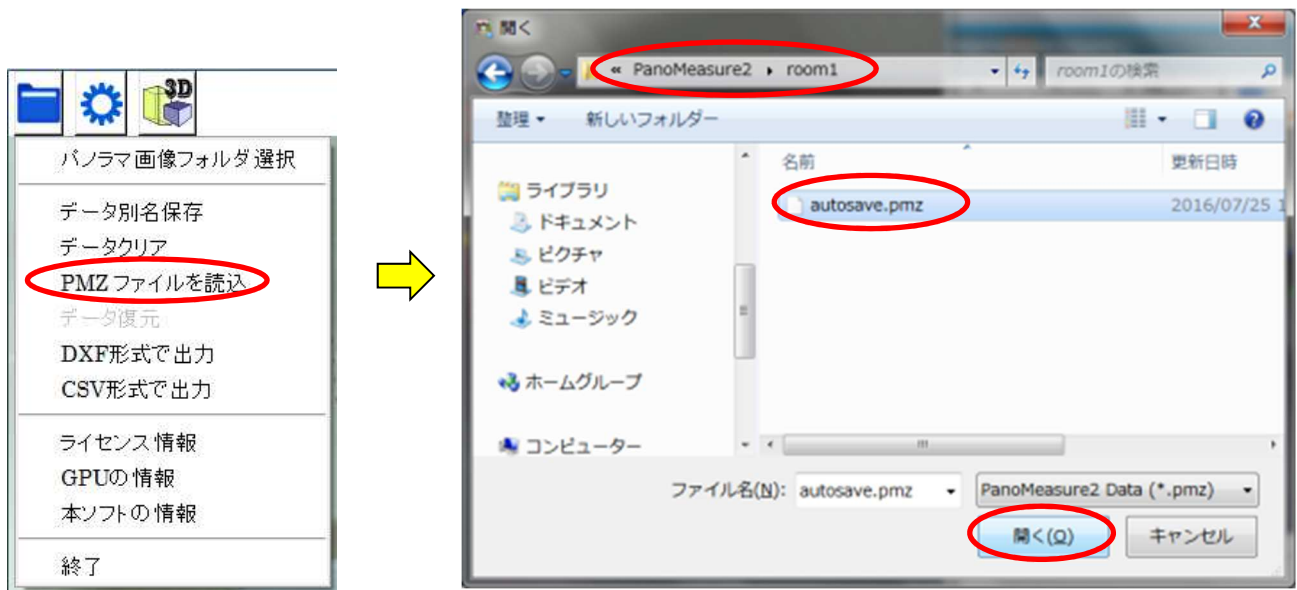 3D
パノラマ画像フォルダ選択
データ別名保存
データクリア
PMZ ファイルを読込
データ復元
DXF形式で出力
CSV形式で出力
ライセンス情報
GPUの情報
本ソフトの情報
終了
開く
« PanoMeasure2 ▸ room1
room1の検索
整理 ▾ 新しいフォルダー
名前 更新日時
ライブラリ
autosave.pmz 2016/07/25 1
ドキュメント
ピクチャ
ビデオ
ミュージック
ホームグループ
コンピューター
ファイル名(N): autosave.pmz PanoMeasure2 Data (*.pmz)
開く(O) キャンセル